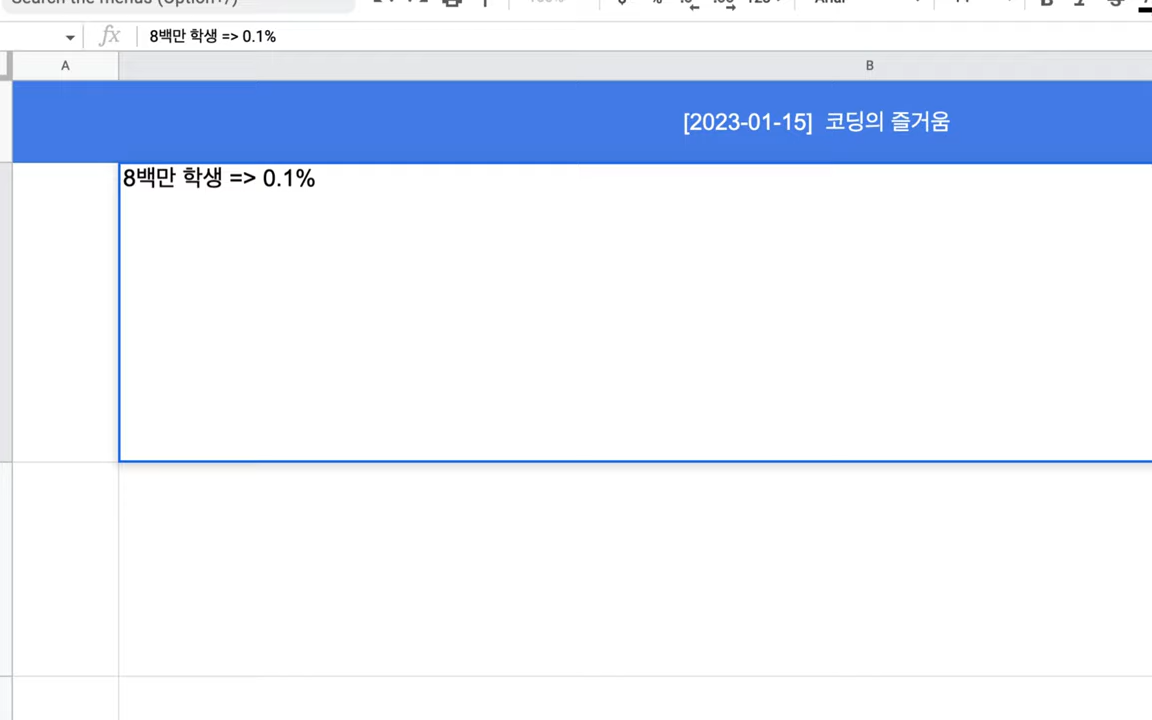 8백만 학생 => 0.1%
A
B
[2023-01-15] 코딩의 즐거움
8백만 학생 => 0.1%